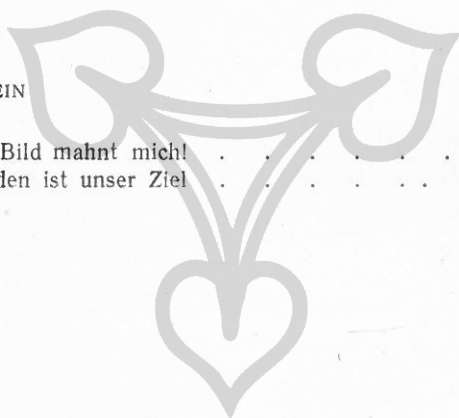 EIN
Bild mahnt mich! . . . . . .
den ist unser Ziel . . . . . .